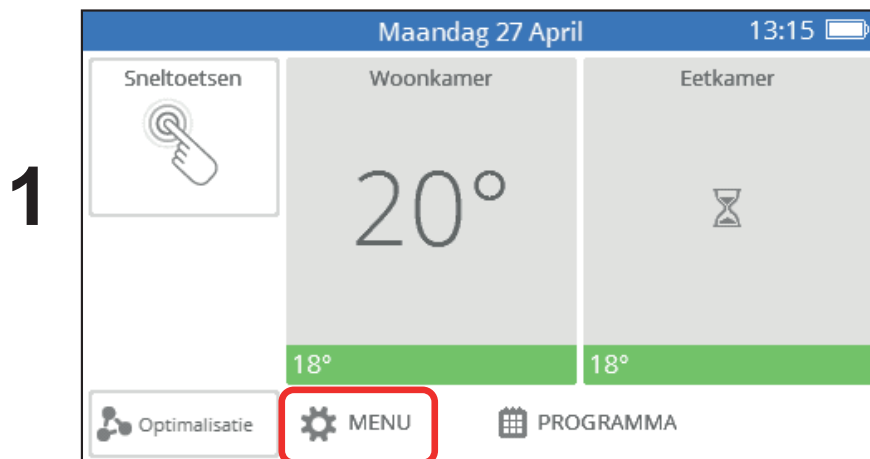 1
Maandag 27 April 13:15
Sneltoetsen
Woonkamer
Eetkamer
20°
18°
18°
Optimalisatie
MENU
PROGRAMMA